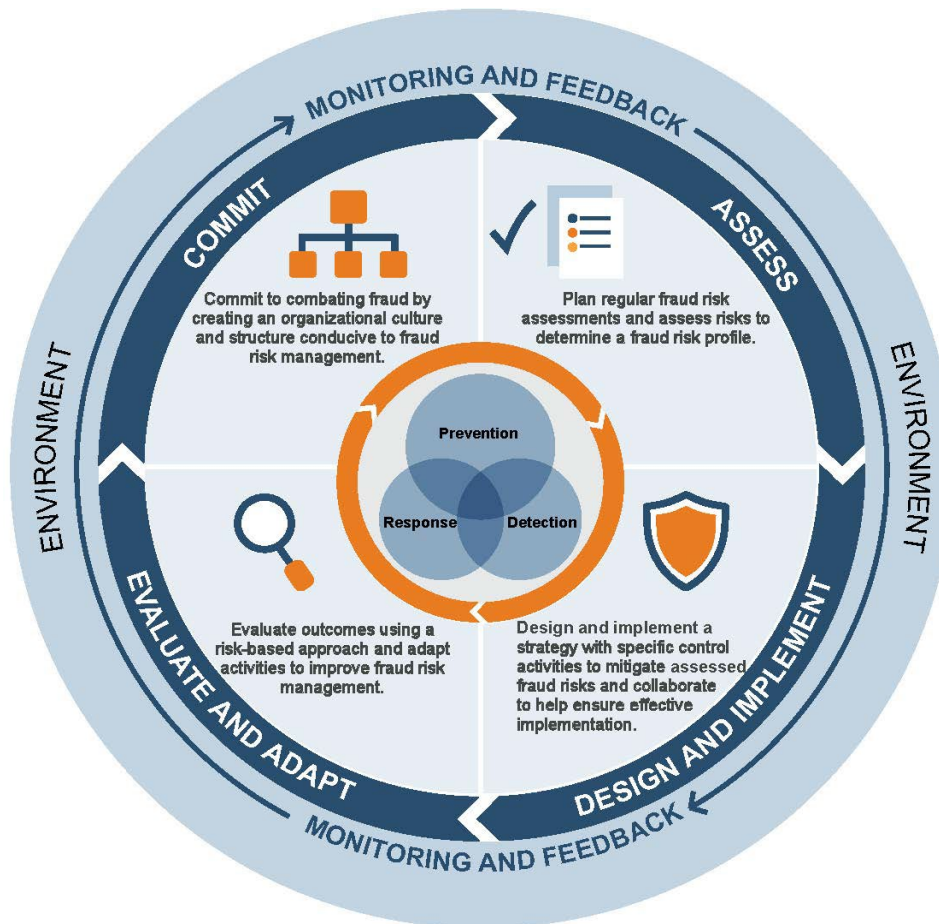 MONITORING AND FEEDBACK
COMMIT
ASSESS
Commit to combating fraud by
creating an organizational culture
and structure conducive to fraud
risk management.
Plan regular fraud risk
assessments and assess risks to
determine a fraud risk profile.
ENVIRONMENT
ENVIRONMENT
Prevention
Response
Detection
Evaluate outcomes using a
risk-based approach and adapt
activities to improve fraud risk
management.
Design and implement a
strategy with specific control
activities to mitigate assessed
fraud risks and collaborate
to help ensure effective
implementation.
EVALUATE AND ADAPT
DESIGN AND IMPLEMENT
MONITORING AND FEEDBACK